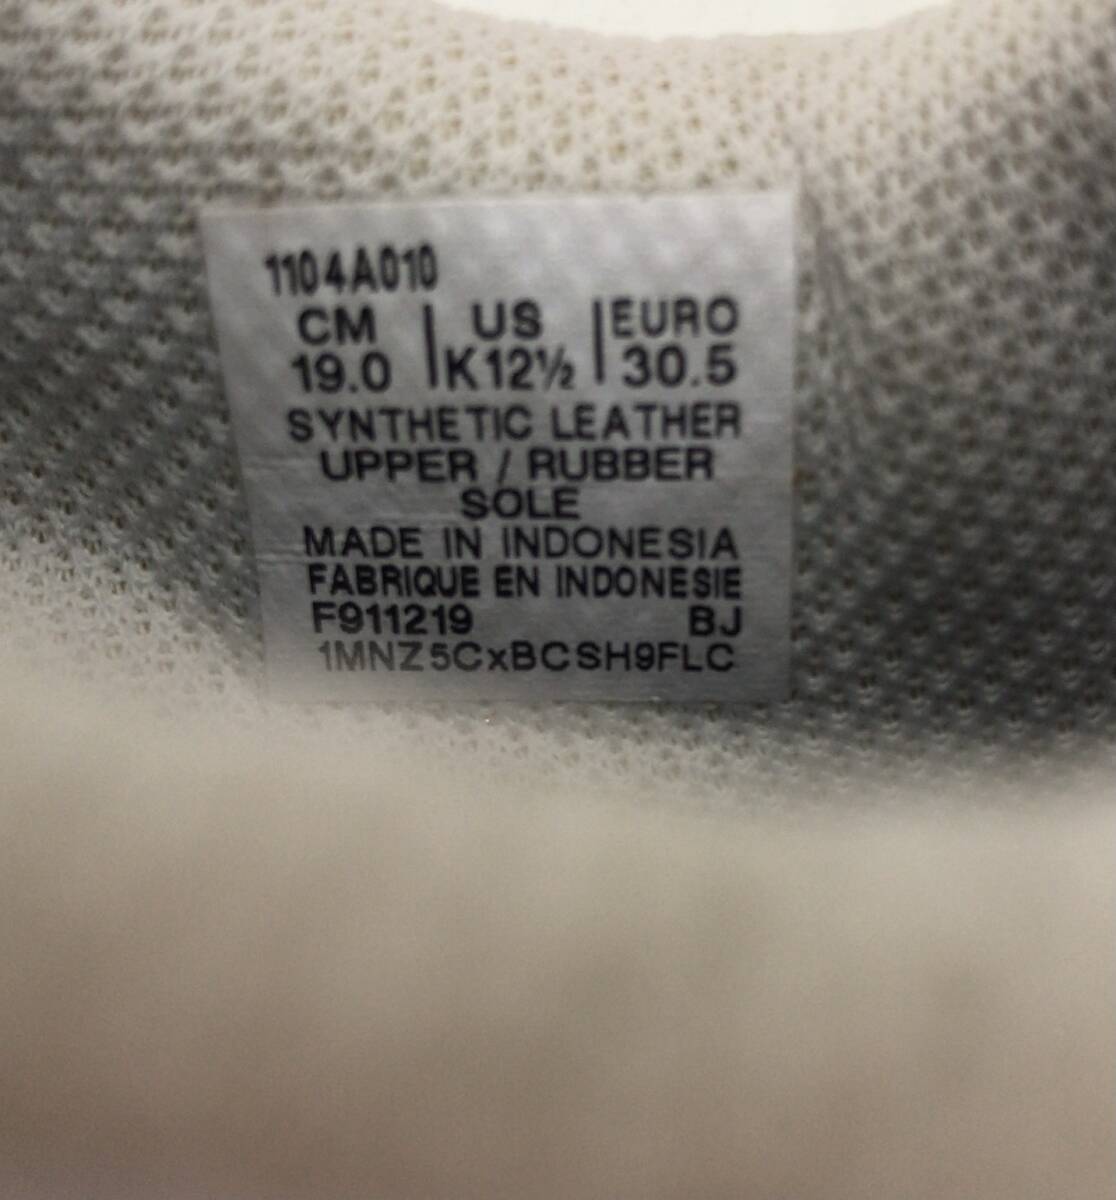 1104A010
CM | US | EURO
19.0 | K12½ | 30.5
SYNTHETIC LEATHER
UPPER / RUBBER
SOLE
MADE IN INDONESIA
FABRIQUE EN INDONESIE
F911219 BJ
1MNZ5CxBCSH9FLC